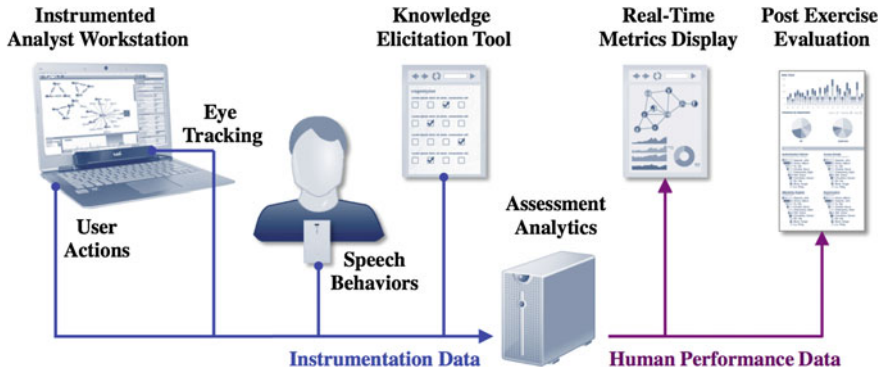 Instrumented
Analyst Workstation
Knowledge
Elicitation Tool
Real-Time
Metrics Display
Post Exercise
Evaluation
Eye
Tracking
User
Actions
Speech
Behaviors
Assessment
Analytics
Instrumentation Data
Human Performance Data